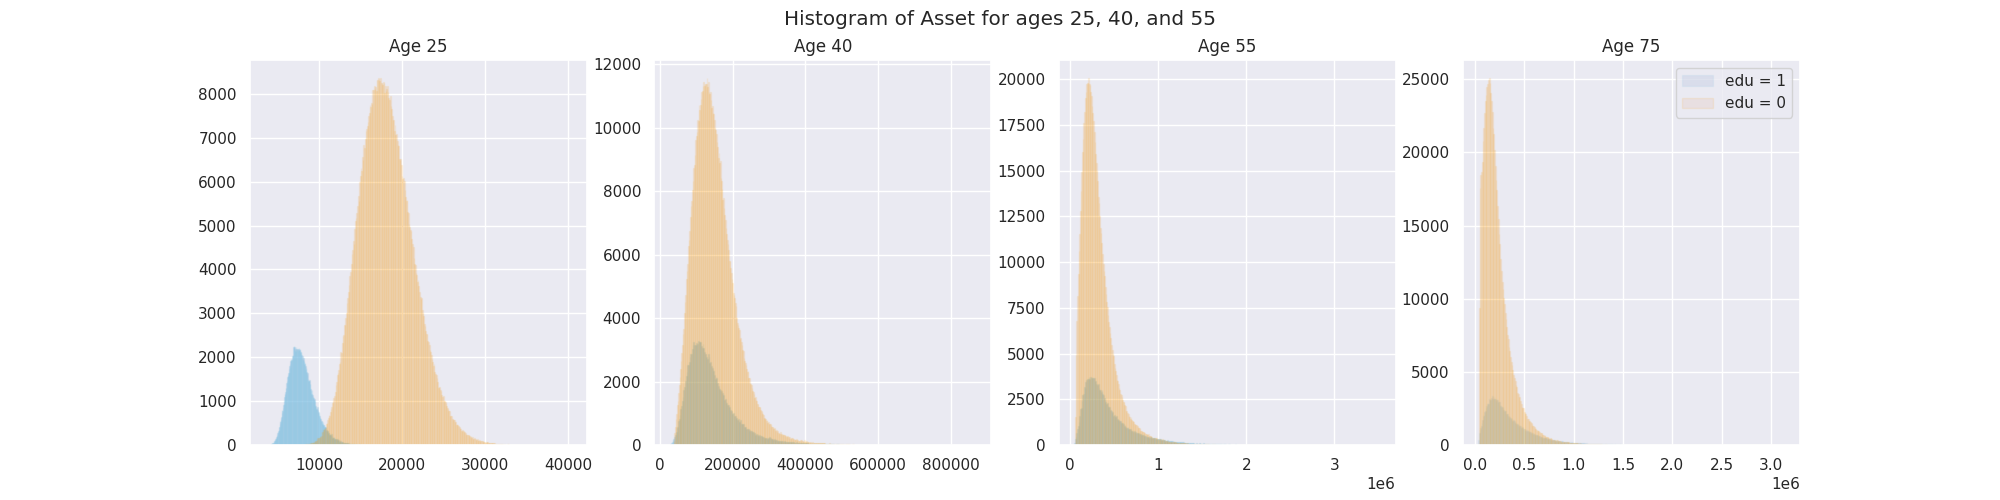 Histogram of Asset for ages 25, 40, and 55
Age 25
8000
7000
6000
5000
4000
3000
2000
1000
0
10000 20000 30000 40000
Age 40
12000
10000
8000
6000
4000
2000
0
0 200000 400000 600000 800000
Age 55
20000
17500
15000
12500
10000
7500
5000
2500
0
0 1 2 3
1e6
Age 75
25000
20000
15000
10000
5000
0
0.0 0.5 1.0 1.5 2.0 2.5 3.0
1e6
edu = 1
edu = 0